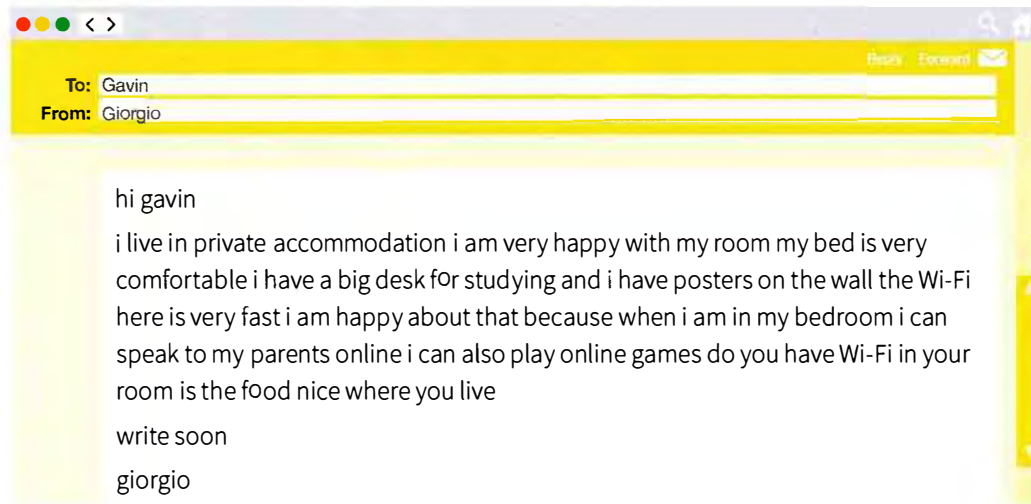 Reply Forward
To: Gavin
From: Giorgio
hi gavin
i live in private accommodation i am very happy with my room my bed is very
comfortable i have a big desk for studying and i have posters on the wall the Wi-Fi
here is very fast i am happy about that because when i am in my bedroom i can
speak to my parents online i can also play online games do you have Wi-Fi in your
room is the food nice where you live
write soon
giorgio